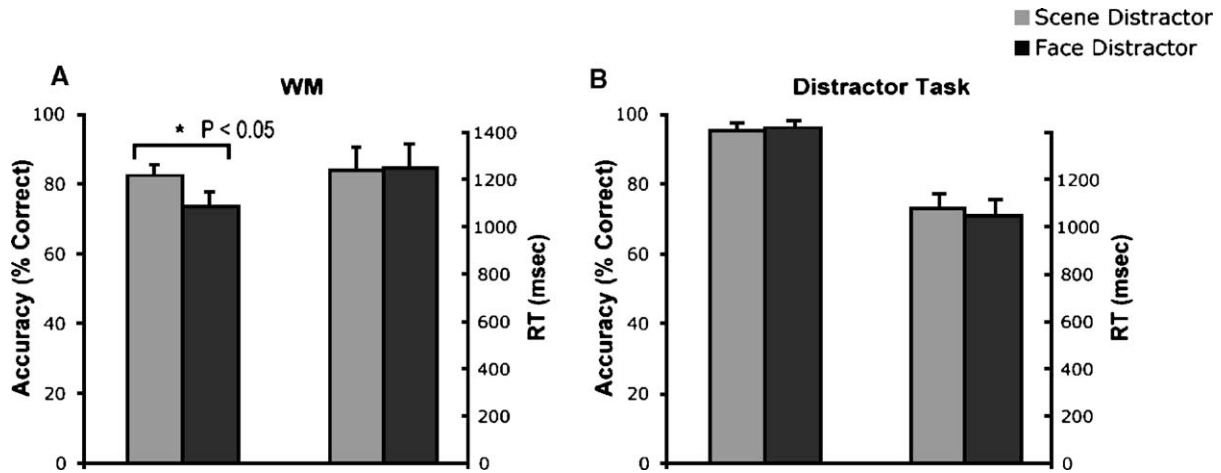 Scene Distractor
Face Distractor
A
WM
Accuracy (% Correct)
100
80
60
40
20
0
* P < 0.05
1400
1200
1000
800
600
400
200
0
RT (msec)
B
Distractor Task
Accuracy (% Correct)
100
80
60
40
20
0
1200
1000
800
600
400
200
0
RT (msec)